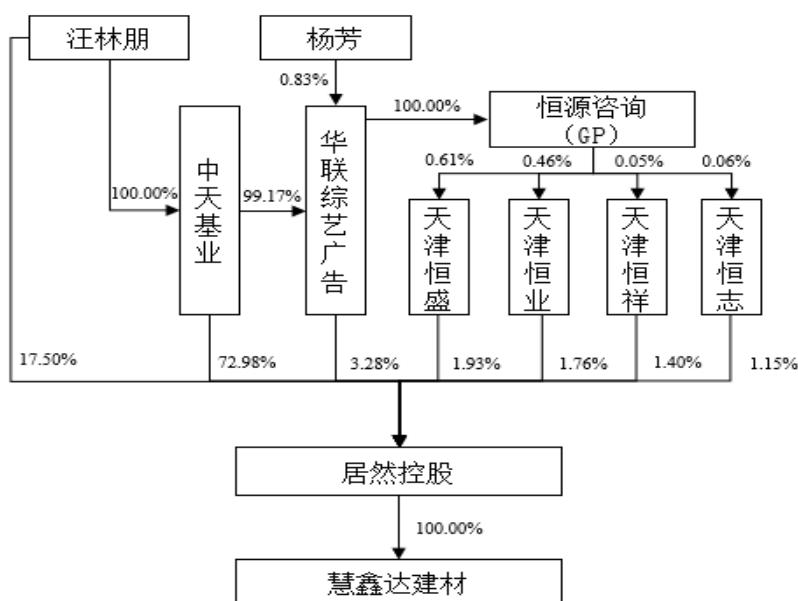 汪林朋
杨芳
0.83%
100.00%
恒源咨询
（GP）
0.61%
0.46%
0.05%
0.06%
100.00%
中天基业
99.17%
华联综艺广告
天津恒盛
天津恒业
天津恒祥
天津恒志
17.50%
72.98%
3.28%
1.93%
1.76%
1.40%
1.15%
居然控股
100.00%
慧鑫达建材